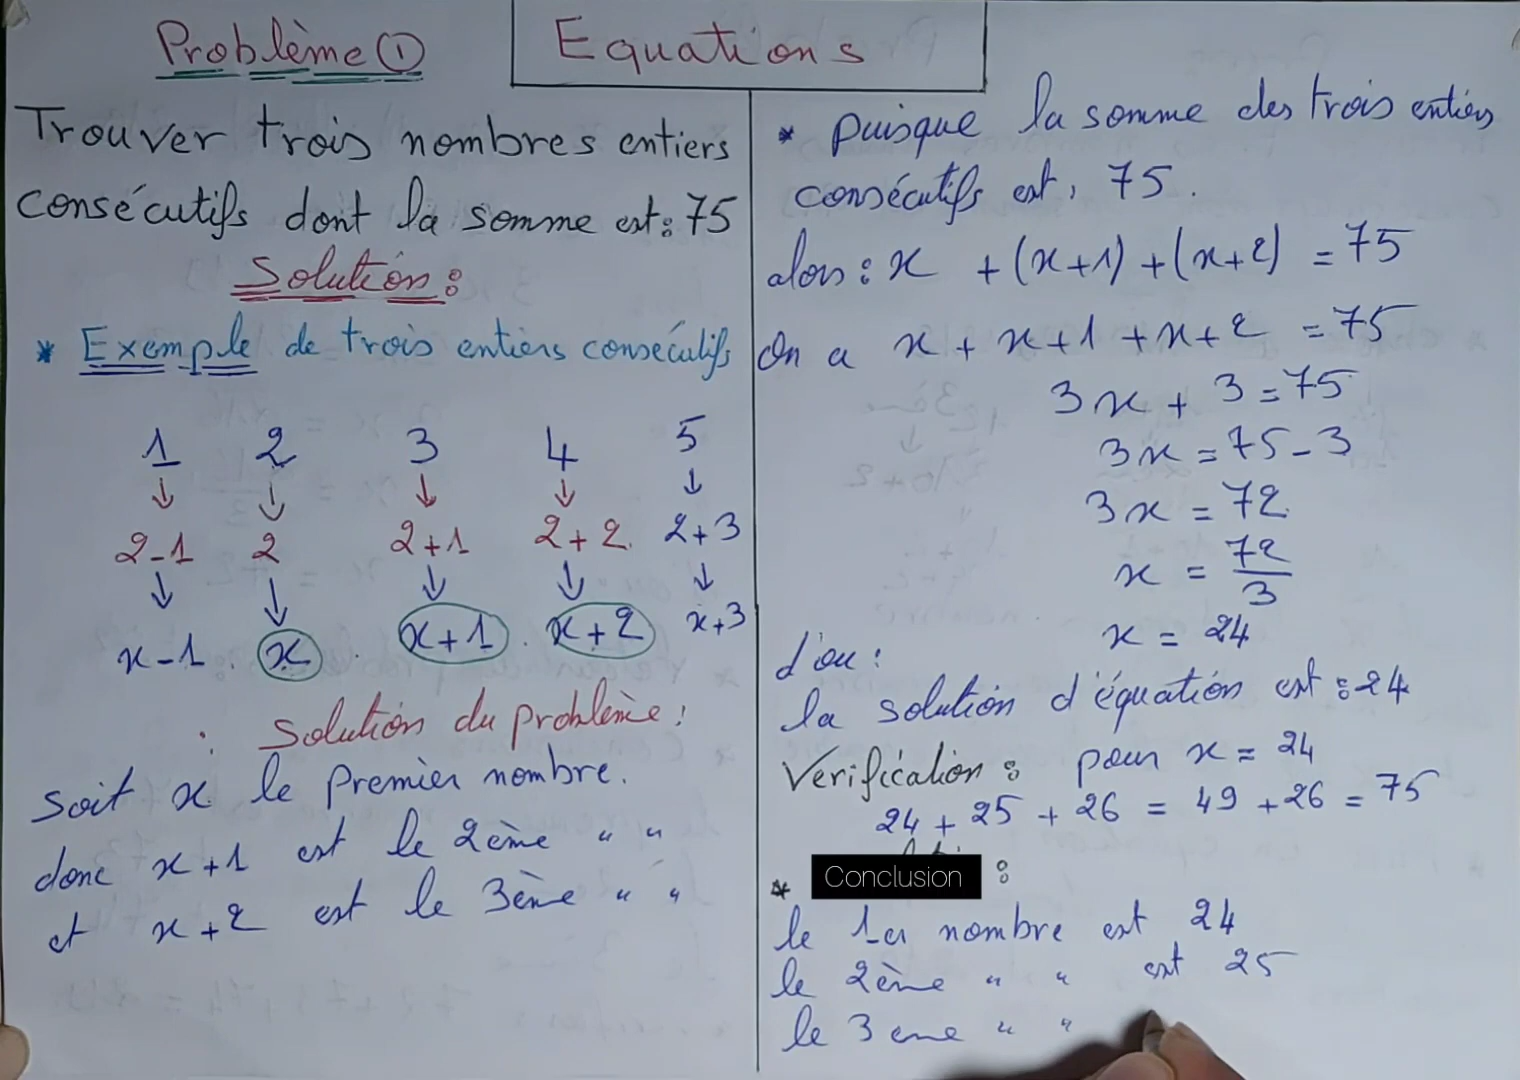 Problème ①
Equations
Trouver trois nombres entiers
consécutifs dont la somme est: 75
Solution:
* Exemple de trois entiers consécutifs
1 2 3 4 5
↓ ↓ ↓ ↓ ↓
2-1 2 2+1 2+2 2+3
↓ ↓ ↓ ↓ ↓
x-1 . x . x+1 . x+2 x+3
: Solution du problème:
Soit x le premier nombre.
donc x+1 est le 2ème " "
et x+2 est le 3ème " "
* Puisque la somme des trois entiers
consécutifs est, 75.
alors: x + (x+1) + (x+2) = 75
On a x + x+1 + x+2 = 75
3x + 3 = 75
3x = 75-3
3x = 72
x = 72/3
x = 24
d'ou:
la solution d'équation est : 24
Verification: pour x = 24
24 + 25 + 26 = 49 + 26 = 75
* Conclusion :
le 1er nombre est 24
le 2ème " " est 25
le 3eme " "